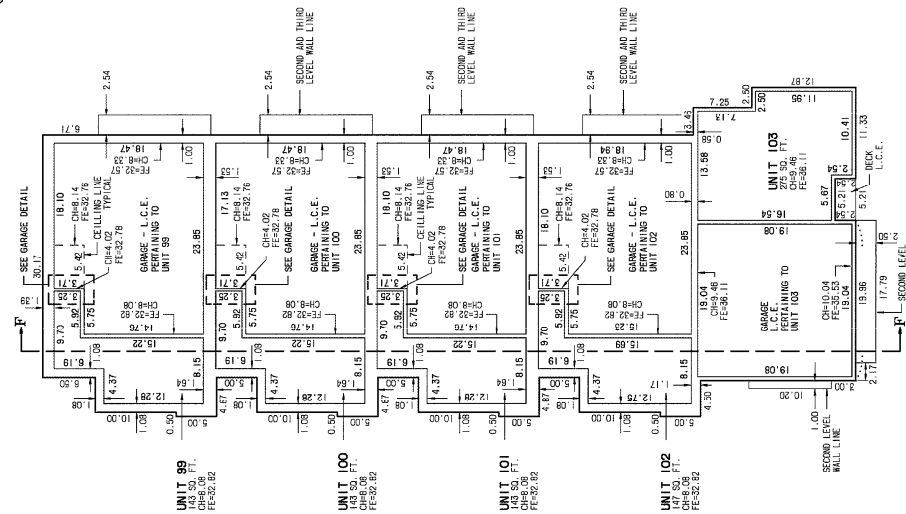 2.54
SECOND AND THIRD
LEVEL WALL LINE
2.54
SECOND AND THIRD
LEVEL WALL LINE
2.54
SECOND AND THIRD
LEVEL WALL LINE
2.54
6.71
1.00
1.00
1.00
1.00
3.46
7.25
2.50
12.87
SEE GARAGE DETAIL
30.17
1.39
18.47
CH=8.33
FE=32.57
1.53
18.10
CH=8.14
FE=32.76
CEILING LINE
TYPICAL
CH=4.02
FE=32.78
5.42
GARAGE - L.C.E.
PERTAINING TO
UNIT 99
23.85
3.71
3.25
5.92
5.75
9.70
CH=8.08
FE=32.82
14.76
15.22
18.47
CH=8.33
FE=32.57
1.53
17.13
CH=8.14
FE=32.76
CH=4.02
FE=32.78
5.42
SEE GARAGE DETAIL
GARAGE - L.C.E.
PERTAINING TO
UNIT 100
23.85
3.71
3.25
5.92
5.75
9.70
CH=8.08
FE=32.82
14.76
15.22
18.47
CH=8.33
FE=32.57
1.53
18.10
CH=8.14
FE=32.76
CEILING LINE
TYPICAL
CH=4.02
FE=32.78
5.42
SEE GARAGE DETAIL
GARAGE - L.C.E.
PERTAINING TO
UNIT 101
23.85
3.71
3.25
5.92
5.75
9.70
CH=8.08
FE=32.82
14.76
15.22
18.94
CH=8.33
FE=32.57
0.80
18.10
CH=8.14
FE=32.76
CH=4.02
FE=32.78
5.42
SEE GARAGE DETAIL
GARAGE - L.C.E.
PERTAINING TO
UNIT 102
23.85
3.71
3.25
5.92
5.75
9.70
CH=8.08
FE=32.82
15.23
15.69
0.58
7.13
2.50
11.95
13.58
UNIT 103
275 SQ. FT.
CH=9.46
FE=36.11
10.41
11.33
2.54
5.67
5.21
2.54
5.21
DECK
L.C.E.
16.54
19.08
19.04
CH=9.46
FE=36.11
GARAGE
L.C.E.
PERTAINING TO
UNIT 103
CH=10.04
FE=35.53
19.04
19.96
2.50
17.79
SECOND LEVEL
19.08
F
F
6.50
6.19
1.08
4.37
8.15
1.64
1.08
10.00
12.28
1.08
0.50
5.00
4.87
6.19
1.08
5.00
4.37
8.15
1.64
1.08
10.00
12.28
1.08
0.50
5.00
4.87
6.19
1.08
5.00
4.37
8.15
1.64
1.08
10.00
12.28
1.08
0.50
5.00
4.87
6.19
1.08
5.00
4.37
8.15
1.17
1.08
10.00
12.75
1.08
0.50
5.00
4.60
10.20
1.00
3.00
2.17
SECOND LEVEL
WALL LINE
UNIT 99
143 SQ. FT.
CH=8.08
FE=32.82
UNIT 100
143 SQ. FT.
CH=8.08
FE=32.82
UNIT 101
143 SQ. FT.
CH=8.08
FE=32.82
UNIT 102
147 SQ. FT.
CH=8.08
FE=32.82